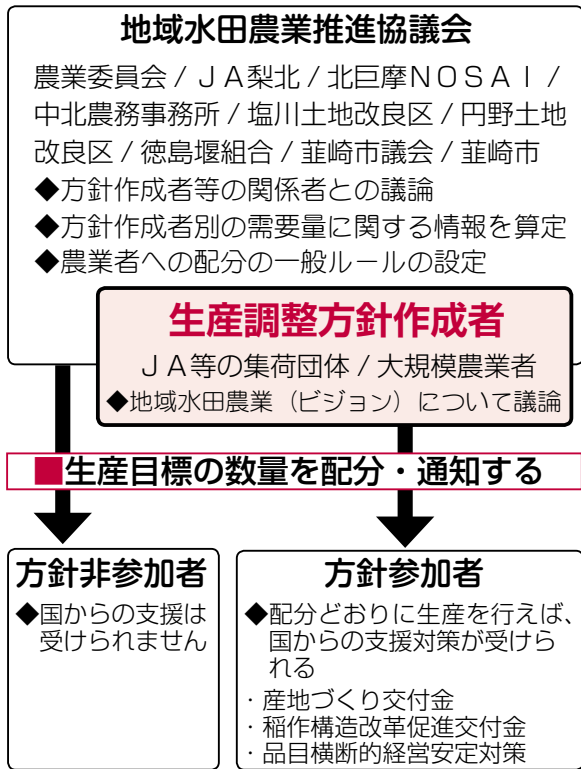 地域水田農業推進協議会
農業委員会 / ＪＡ梨北 / 北巨摩ＮＯＳＡＩ /
中北農務事務所 / 塩川土地改良区 / 円野土地
改良区 / 徳島堰組合 / 韮崎市議会 / 韮崎市
◆方針作成者等の関係者との議論
◆方針作成者別の需要量に関する情報を算定
◆農業者への配分の一般ルールの設定
生産調整方針作成者
ＪＡ等の集荷団体 / 大規模農業者
◆地域水田農業（ビジョン）について議論
■生産目標の数量を配分・通知する
方針非参加者
◆国からの支援は
受けられません
方針参加者
◆配分どおりに生産を行えば、
国からの支援対策が受けら
れる
・産地づくり交付金
・稲作構造改革促進交付金
・品目横断的経営安定対策